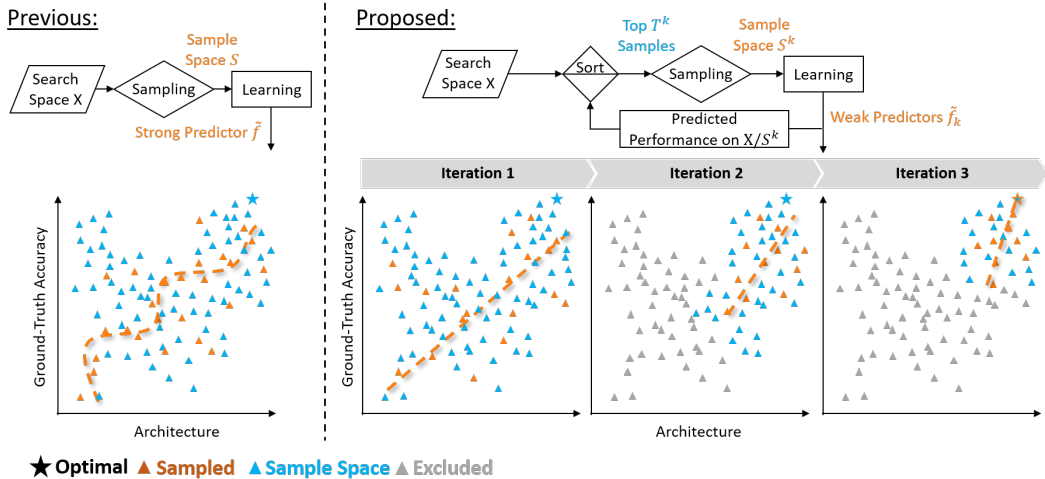 Previous:
Sample
Space S
Search
Space X
Sampling
Learning
Strong Predictor f̃
Proposed:
Top T^k
Samples
Sample
Space S^k
Search
Space X
Sort
Sampling
Learning
Predicted
Performance on X/S^k
Weak Predictors f̃_k
Iteration 1
Iteration 2
Iteration 3
Ground-Truth Accuracy
Architecture
Ground-Truth Accuracy
Architecture
Optimal
Sampled
Sample Space
Excluded